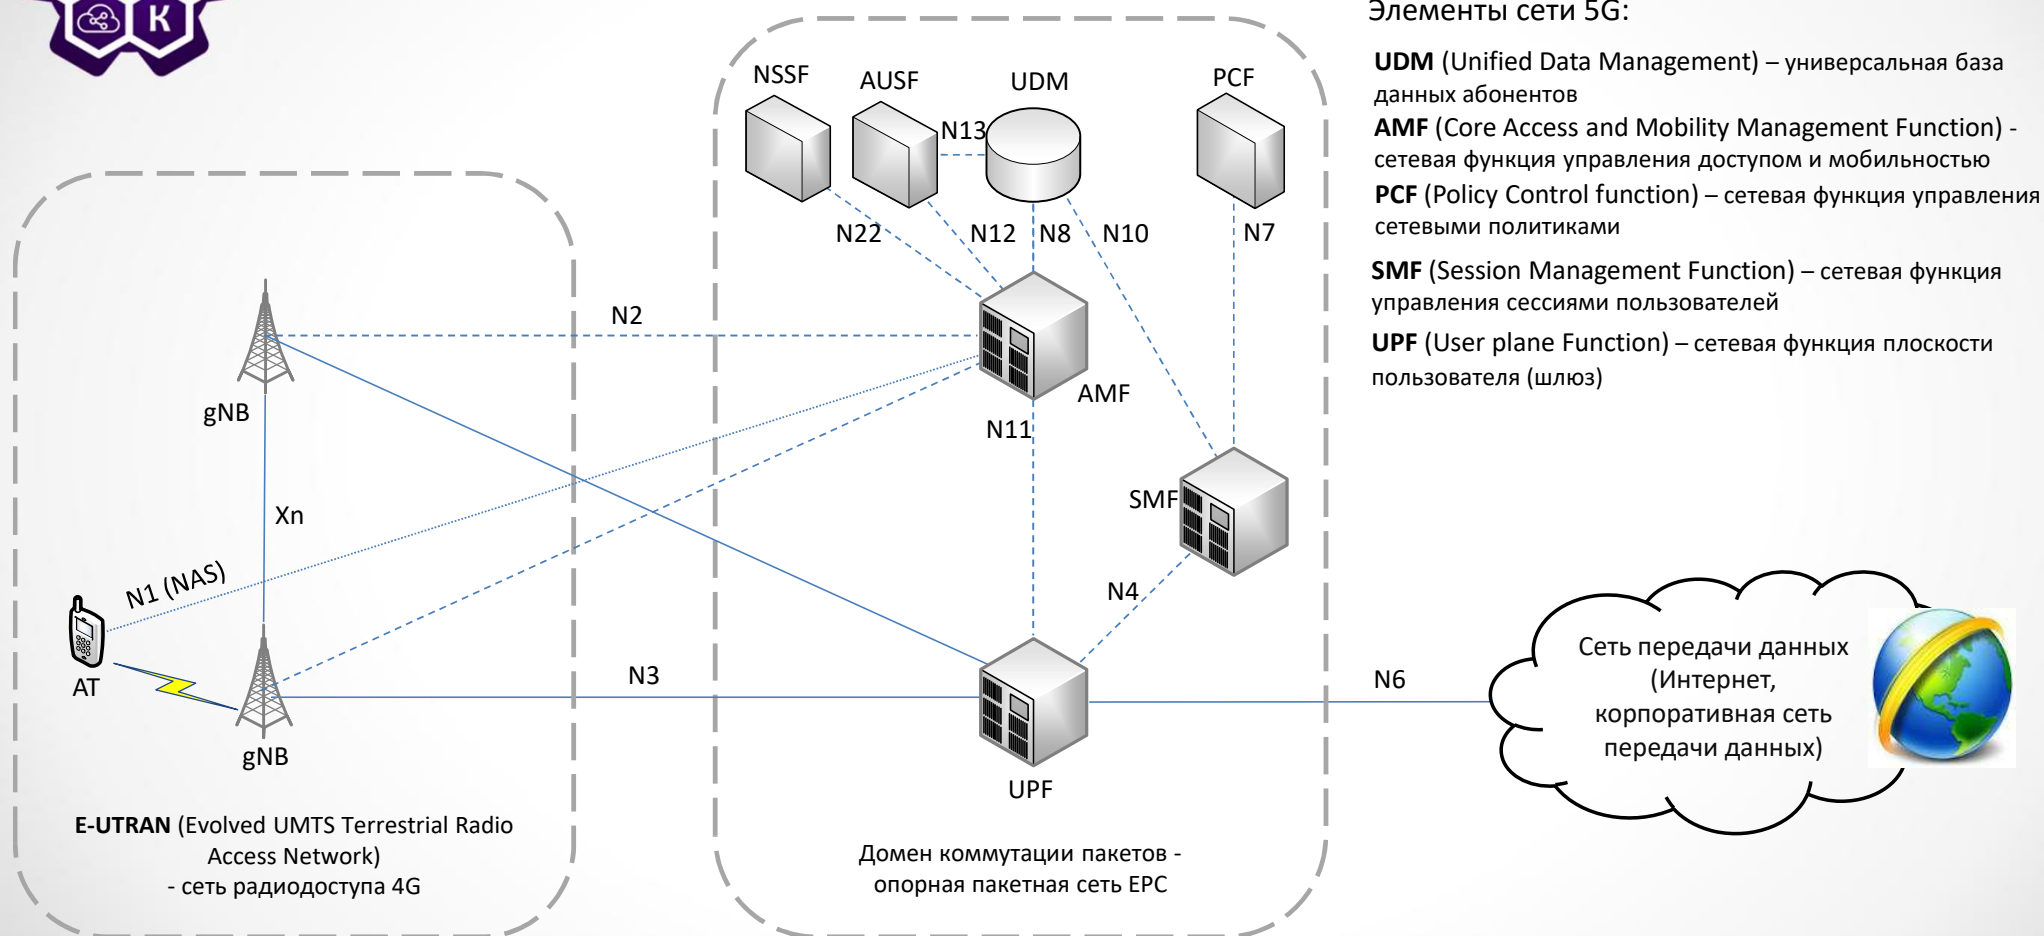 K
Элементы сети 5G:
UDM (Unified Data Management) – универсальная база
данных абонентов
AMF (Core Access and Mobility Management Function) -
сетевая функция управления доступом и мобильностью
PCF (Policy Control function) – сетевая функция управления
сетевыми политиками
SMF (Session Management Function) – сетевая функция
управления сессиями пользователей
UPF (User plane Function) – сетевая функция плоскости
пользователя (шлюз)
NSSF
AUSF
UDM
PCF
N13
N22
N12
N8
N10
N7
N2
AMF
gNB
N11
SMF
Xn
N1 (NAS)
N4
AT
N3
N6
gNB
UPF
Сеть передачи данных
(Интернет,
корпоративная сеть
передачи данных)
E-UTRAN (Evolved UMTS Terrestrial Radio
Access Network)
- сеть радиодоступа 4G
Домен коммутации пакетов -
опорная пакетная сеть EPC